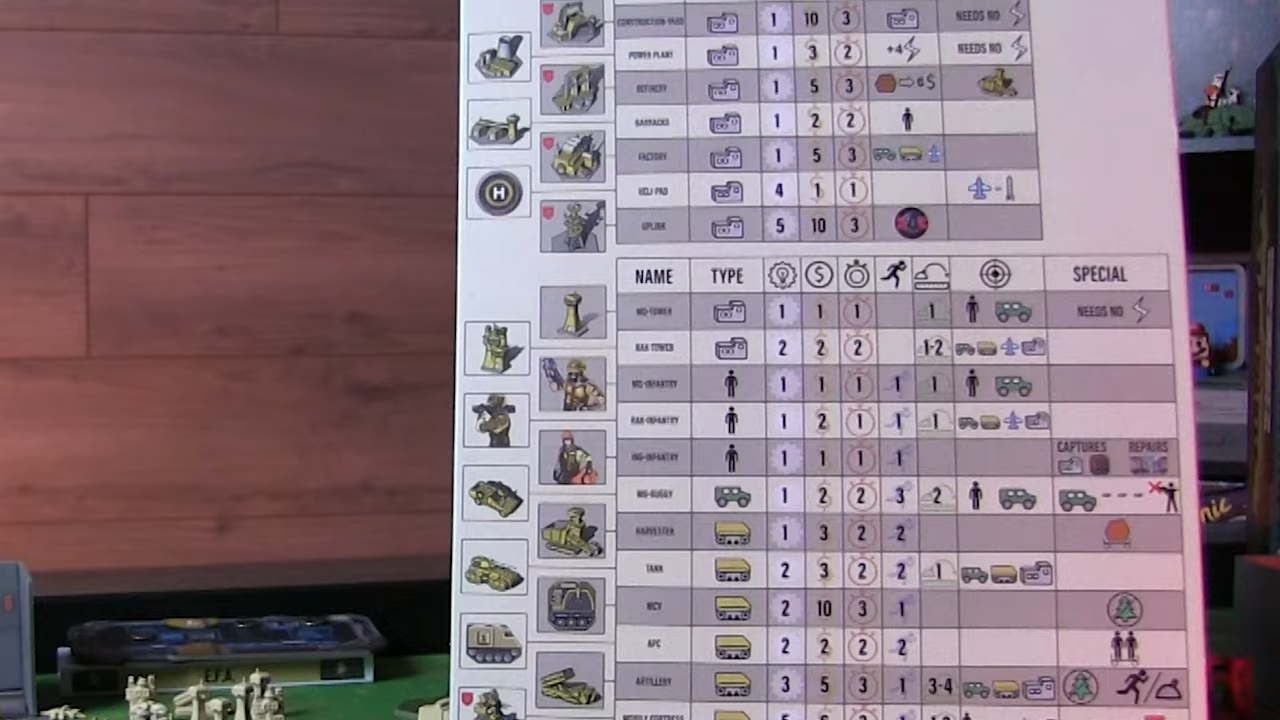 CONSTRUCTION YARD 1 10 3 NEEDS NO
POWER PLANT 1 3 2 +4 NEEDS NO
REFINERY 1 5 3 6$
BARRACKS 1 2 2
FACTORY 1 5 3
H
HELI PAD 4 1 1
UPLINK 5 10 3
NAME TYPE $ SPECIAL
MG-TOWER 1 1 1 1 NEEDS NO
RAK-TOWER 2 2 2 1-2
MG-INFANTRY 1 1 1 1 1
RAK-INFANTRY 1 2 1 1 1
ING-INFANTRY 1 1 1 1 CAPTURES REPAIRS
MG-BUGGY 1 2 2 3 2
HARVESTER 1 3 2 2
TANK 2 3 2 2 1
MCV 2 10 3 1
APC 2 2 2 2
ARTILLERY 3 5 3 1 3-4 /
MOBILE FORTRESS
E.F.A.
nic